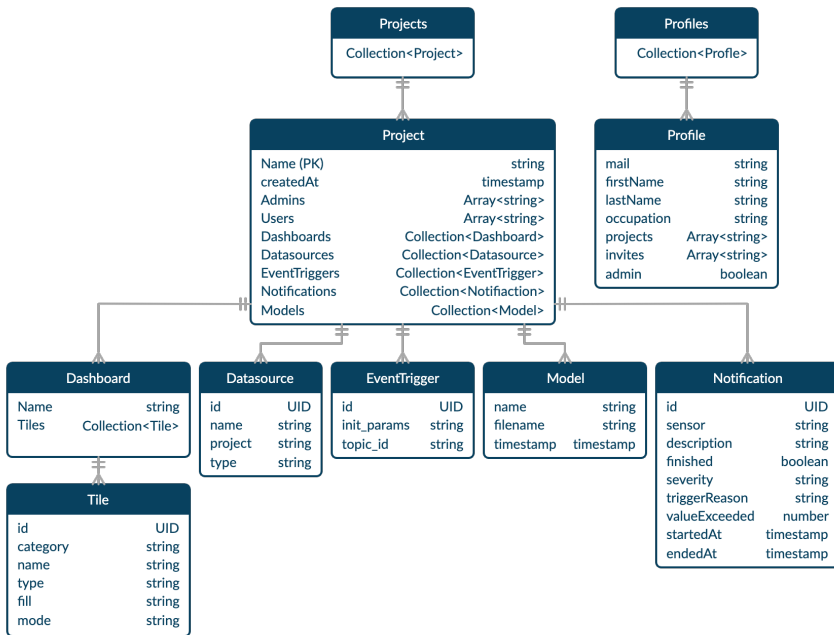 Projects
Collection<Project>
Profiles
Collection<Profle>
Project
Name (PK) string
createdAt timestamp
Admins Array<string>
Users Array<string>
Dashboards Collection<Dashboard>
Datasources Collection<Datasource>
EventTriggers Collection<EventTrigger>
Notifications Collection<Notifiaction>
Models Collection<Model>
Profile
mail string
firstName string
lastName string
occupation string
projects Array<string>
invites Array<string>
admin boolean
Dashboard
Name string
Tiles Collection<Tile>
Datasource
id UID
name string
project string
type string
EventTrigger
id UID
init_params string
topic_id string
Model
name string
filename string
timestamp timestamp
Notification
id UID
sensor string
description string
finished boolean
severity string
triggerReason string
valueExceeded number
startedAt timestamp
endedAt timestamp
Tile
id UID
category string
name string
type string
fill string
mode string